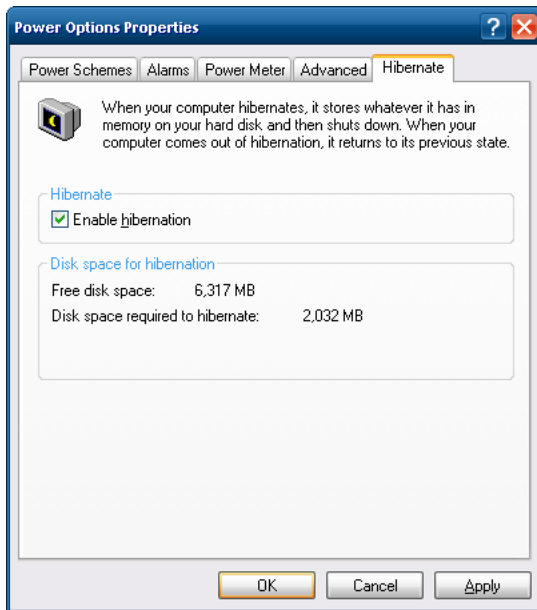 Power Options Properties
?
Power Schemes Alarms Power Meter Advanced Hibernate
When your computer hibernates, it stores whatever it has in
memory on your hard disk and then shuts down. When your
computer comes out of hibernation, it returns to its previous state.
Hibernate
Enable hibernation
Disk space for hibernation
Free disk space: 6,317 MB
Disk space required to hibernate: 2,032 MB
OK Cancel Apply